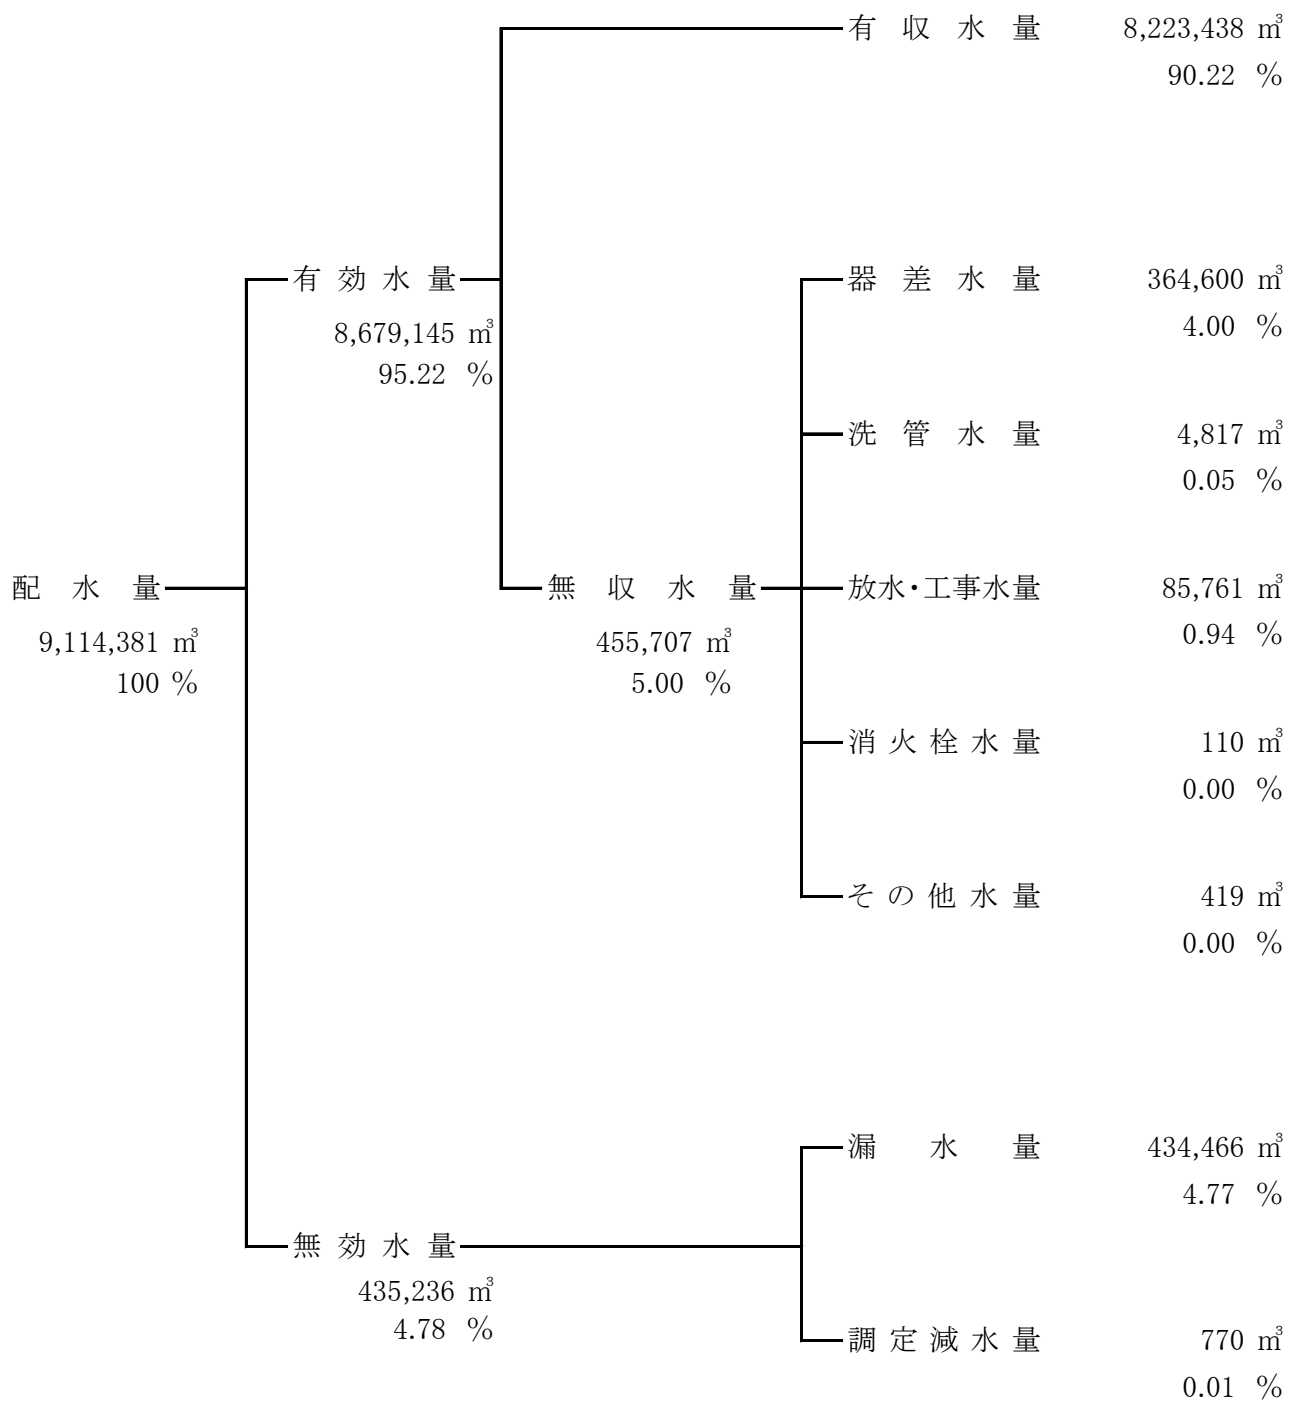 有収水量 8,223,438 ㎥
90.22 %
有効水量
8,679,145 ㎥
95.22 %
器差水量 364,600 ㎥
4.00 %
洗管水量 4,817 ㎥
0.05 %
配水量
9,114,381 ㎥
100 %
無収水量
455,707 ㎥
5.00 %
放水・工事水量 85,761 ㎥
0.94 %
消火栓水量 110 ㎥
0.00 %
その他水量 419 ㎥
0.00 %
漏水量 434,466 ㎥
4.77 %
無効水量
435,236 ㎥
4.78 %
調定減水量 770 ㎥
0.01 %